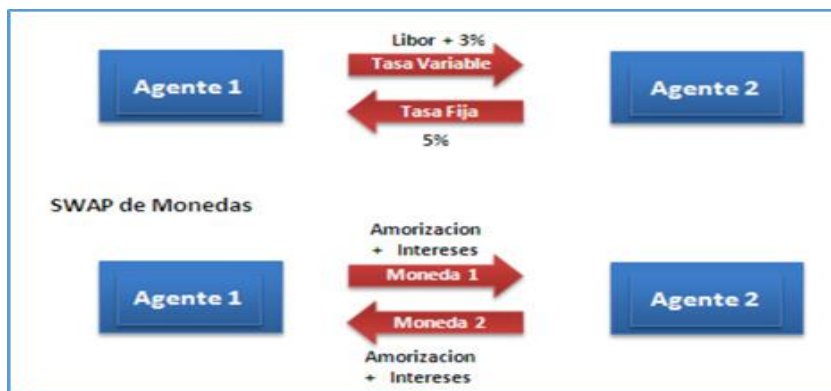 Libor + 3%
Agente 1
Tasa Variable
Agente 2
Tasa Fija
5%
SWAP de Monedas
Amorizacion
+ Intereses
Agente 1
Moneda 1
Agente 2
Moneda 2
Amorizacion
+ Intereses